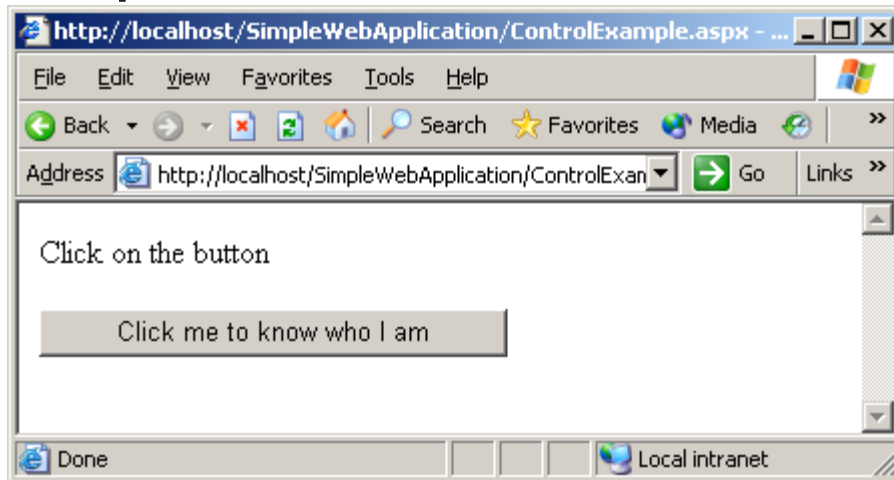 http://localhost/SimpleWebApplication/ControlExample.aspx - ...
File Edit View Favorites Tools Help
Back Search Favorites Media »
Address http://localhost/SimpleWebApplication/ControlExan Go Links »
Click on the button
Click me to know who I am
Done Local intranet